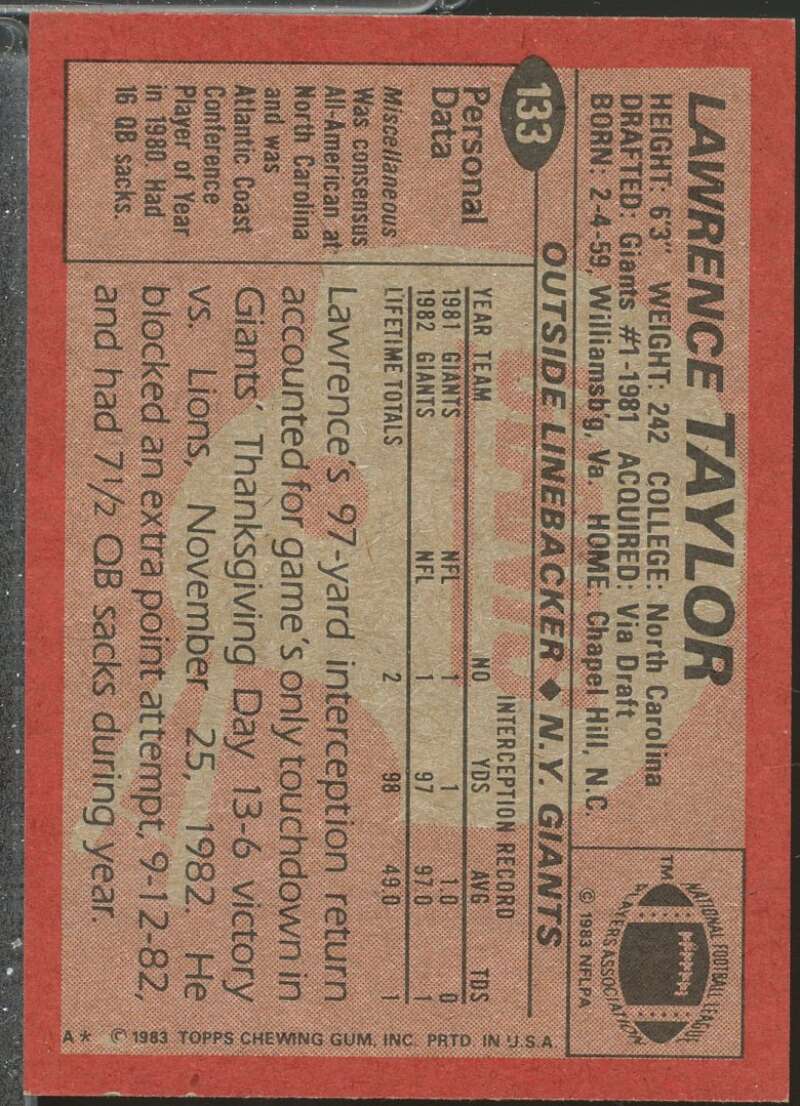 133
LAWRENCE TAYLOR
HEIGHT: 6'3" WEIGHT: 242 COLLEGE: North Carolina
DRAFTED: Giants #1-1981 ACQUIRED: Via Draft
BORN: 2-4-59, Williamsb'g, Va. HOME: Chapel Hill, N.C.
OUTSIDE LINEBACKER ♦ N.Y. GIANTS
NATIONAL FOOTBALL LEAGUE
PLAYERS ASSOCIATION
TM
© 1983 NFLPA
Personal
Data
Miscellaneous
Was consensus
All-American at
North Carolina
and was
Atlantic Coast
Conference
Player of Year
in 1980. Had
16 QB sacks.
INTERCEPTION RECORD
YEAR TEAM NO YDS AVG TDS
1981 GIANTS NFL 1 1 1.0 0
1982 GIANTS NFL 1 97 97.0 1
LIFETIME TOTALS 2 98 49.0 1
Lawrence's 97-yard interception return
accounted for game's only touchdown in
Giants' Thanksgiving Day 13-6 victory
vs. Lions, November 25, 1982. He
blocked an extra point attempt, 9-12-82,
and had 7½ QB sacks during year.
A* © 1983 TOPPS CHEWING GUM, INC. PRTD IN U.S.A